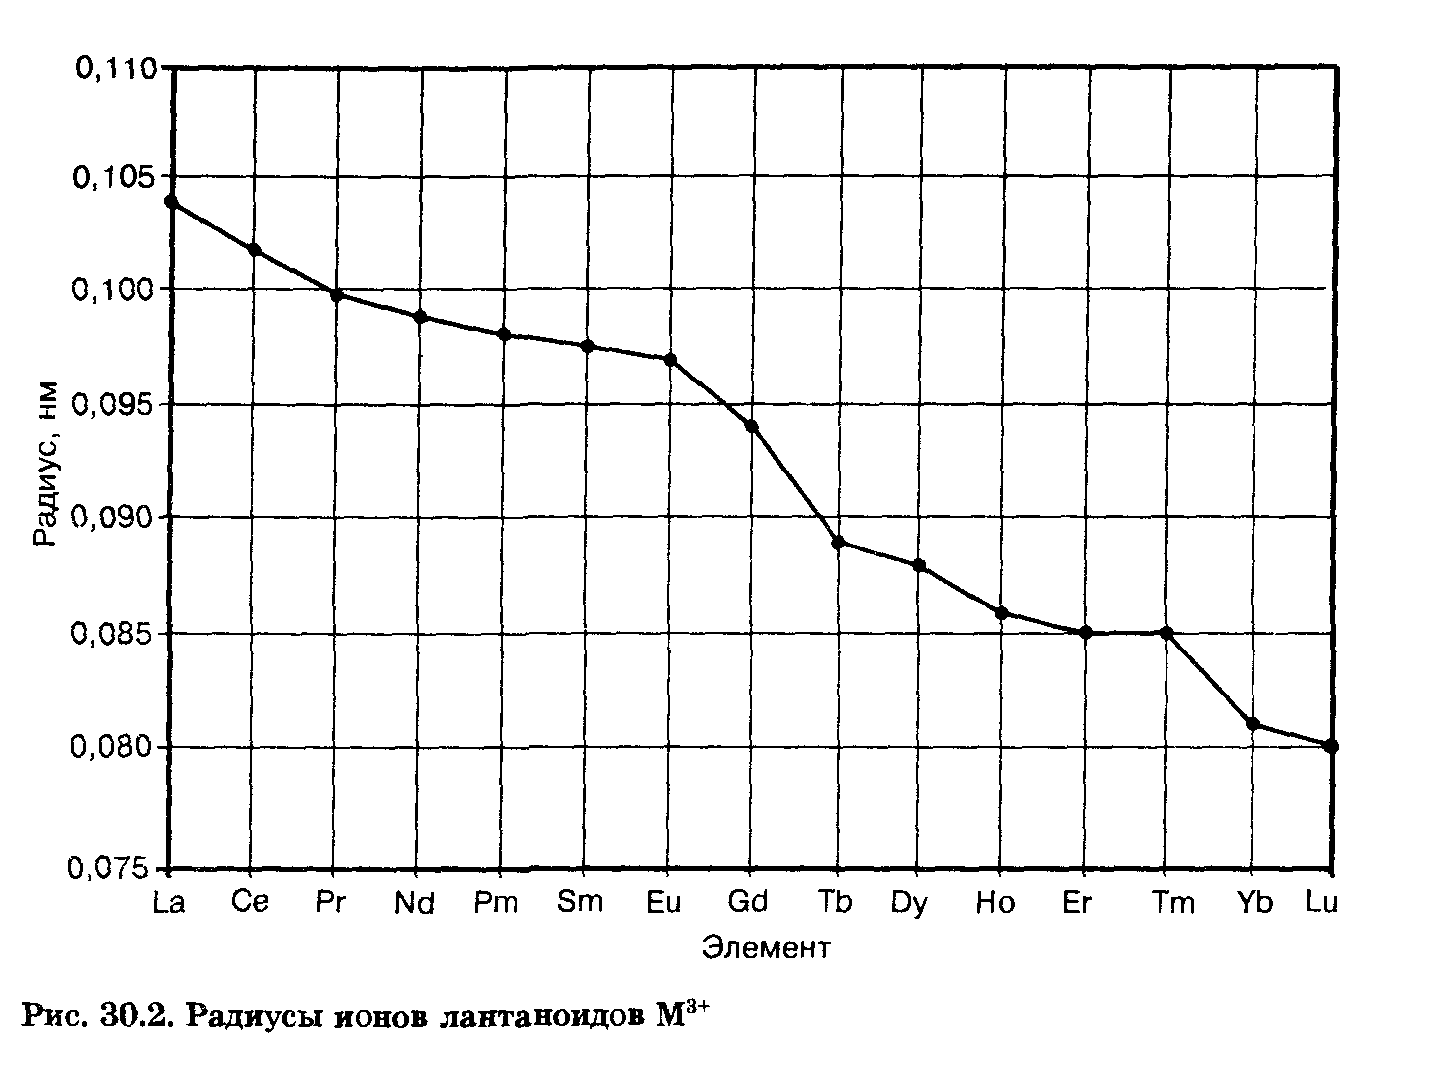 0,110
0,105
0,100
0,095
0,090
0,085
0,080
0,075
Радиус, нм
La Ce Pr Nd Pm Sm Eu Gd Tb Dy Ho Er Tm Yb Lu
Элемент
Рис. 30.2. Радиусы ионов лантаноидов M³⁺